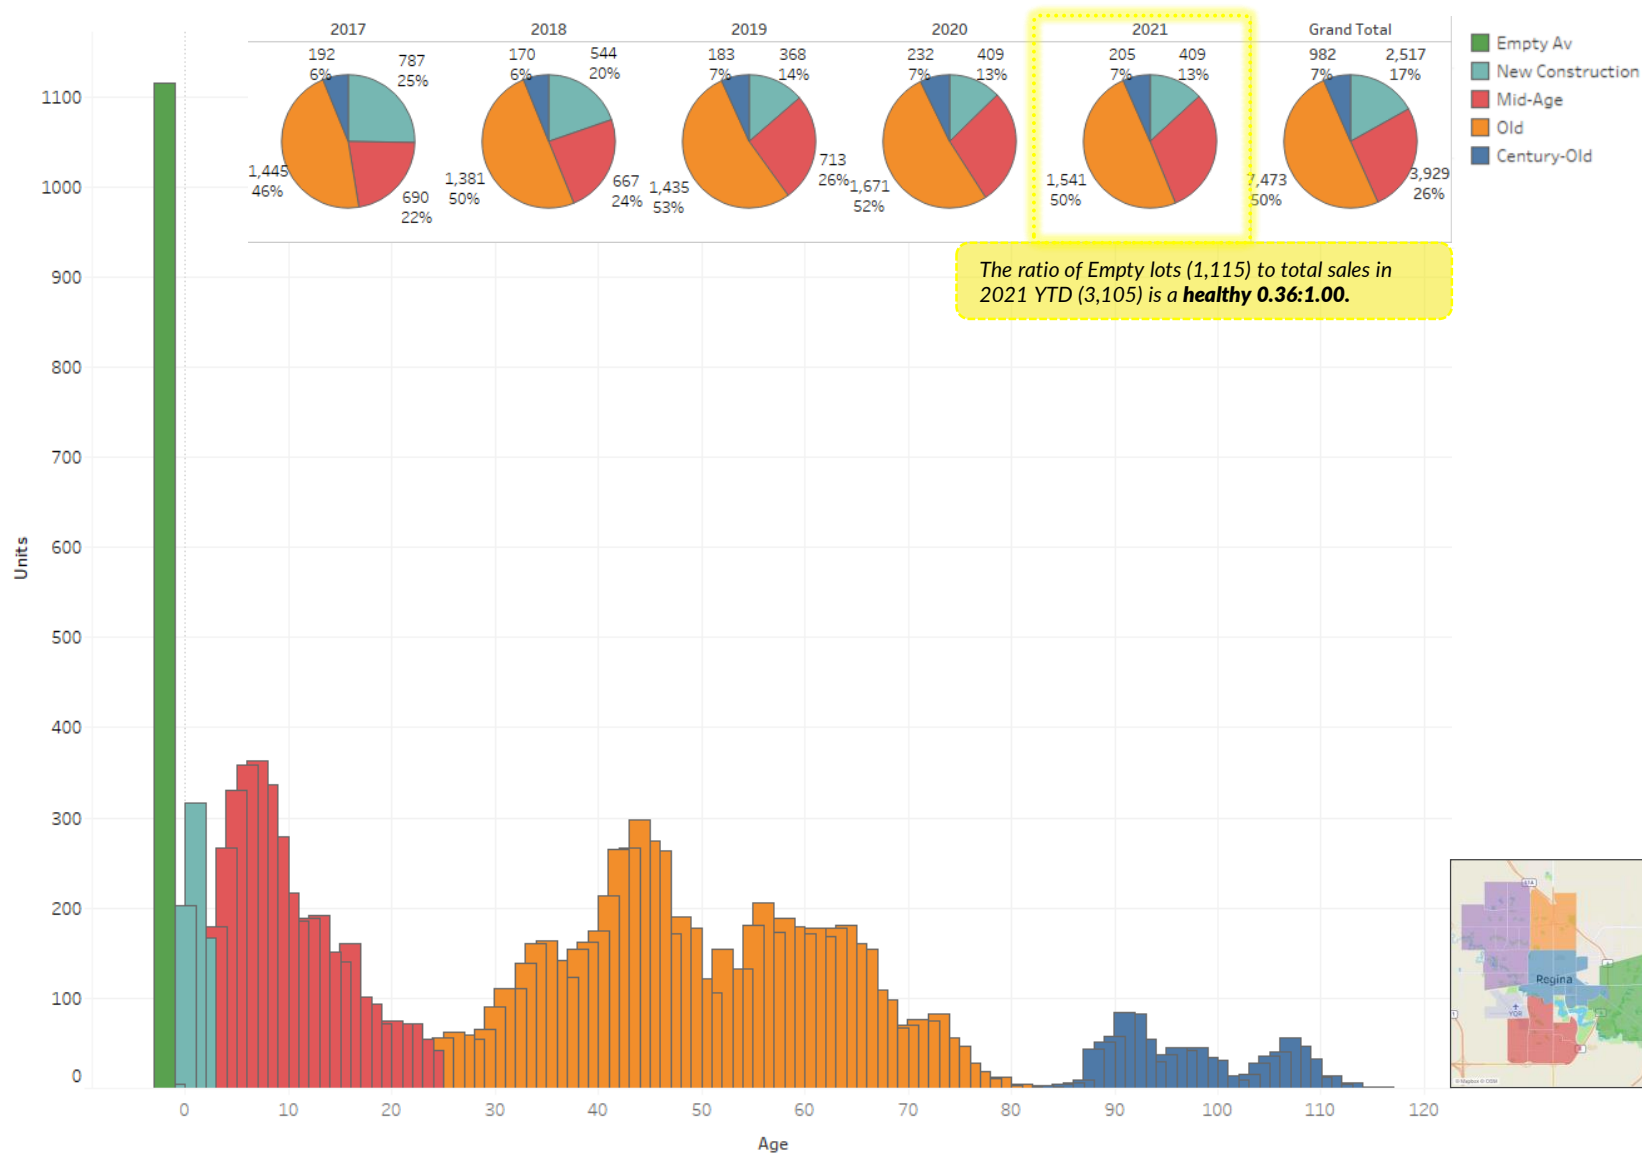 2017 2018 2019 2020 2021 Grand Total
192 6% 787 25% 1,445 46% 690 22%
170 6% 544 20% 1,381 50% 667 24%
183 7% 368 14% 1,435 53% 713 26%
232 7% 409 13% 1,671 52%
205 7% 409 13% 1,541 50%
982 7% 2,517 17% 7,473 50% 3,929 26%
Empty Av
New Construction
Mid-Age
Old
Century-Old
The ratio of Empty lots (1,115) to total sales in
2021 YTD (3,105) is a healthy 0.36:1.00.
Units
1100
1000
900
800
700
600
500
400
300
200
100
0
0 10 20 30 40 50 60 70 80 90 100 110 120
Age
Regina
YQR
© Mapbox © OSM